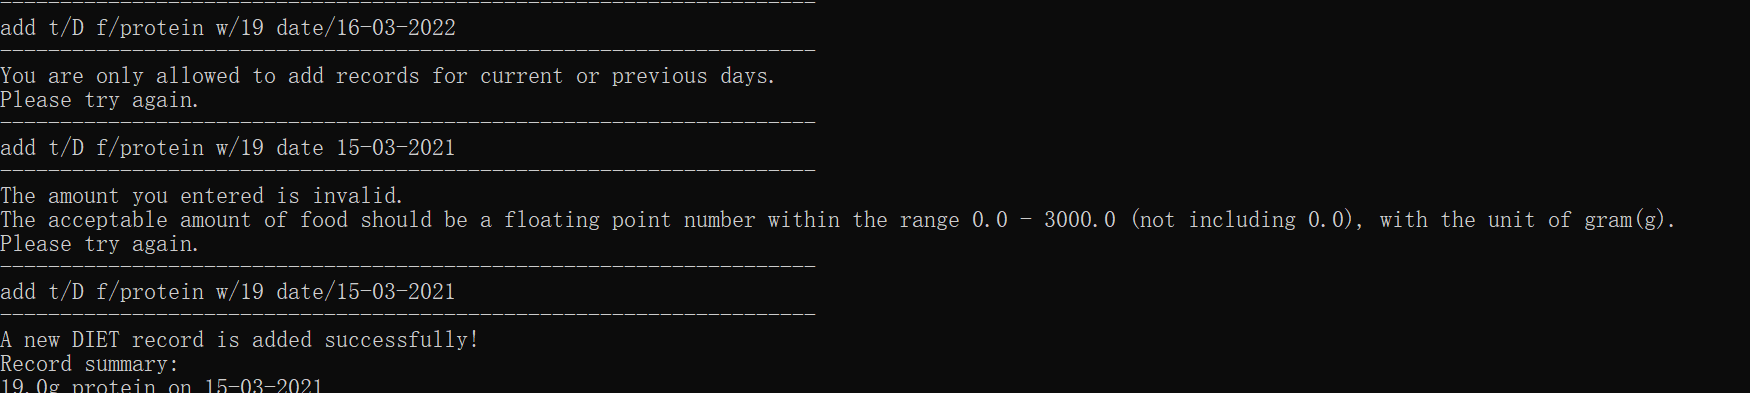 --------------------------------------------------------------------
add t/D f/protein w/19 date/16-03-2022
--------------------------------------------------------------------
You are only allowed to add records for current or previous days.
Please try again.
--------------------------------------------------------------------
add t/D f/protein w/19 date 15-03-2021
--------------------------------------------------------------------
The amount you entered is invalid.
The acceptable amount of food should be a floating point number within the range 0.0 - 3000.0 (not including 0.0), with the unit of gram(g).
Please try again.
--------------------------------------------------------------------
add t/D f/protein w/19 date/15-03-2021
--------------------------------------------------------------------
A new DIET record is added successfully!
Record summary:
19.0g protein on 15-03-2021